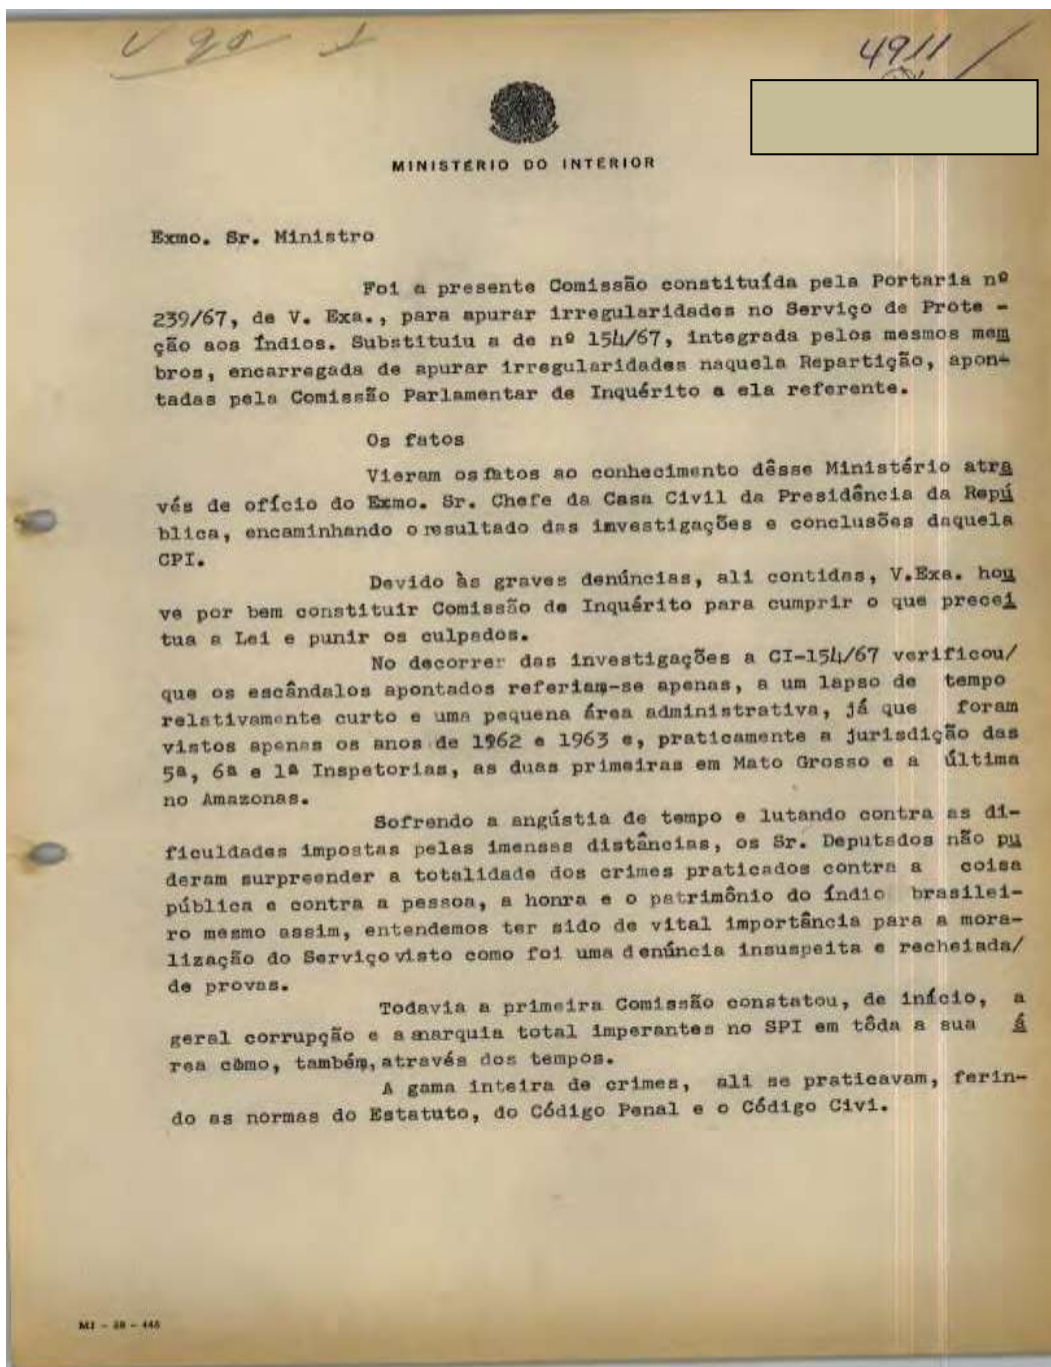 4911
MINISTÉRIO DO INTERIOR
Exmo. Sr. Ministro
Foi a presente Comissão constituída pela Portaria nº
239/67, de V. Exa., para apurar irregularidades no Serviço de Prote -
ção aos Índios. Substituiu a de nº 154/67, integrada pelos mesmos mem
bros, encarregada de apurar irregularidades naquela Repartição, apon-
tadas pela Comissão Parlamentar de Inquérito a ela referente.
Os fatos
Vieram os fatos ao conhecimento dêsse Ministério atra
vés de ofício do Exmo. Sr. Chefe da Casa Civil da Presidência da Repú
blica, encaminhando o resultado das investigações e conclusões daquela
CPI.
Devido às graves denúncias, ali contidas, V.Exa. hou
ve por bem constituir Comissão de Inquérito para cumprir o que precei
tua a Lei e punir os culpados.
No decorrer das investigações a CI-154/67 verificou/
que os escândalos apontados referiam-se apenas, a um lapso de tempo
relativamente curto e uma pequena área administrativa, já que foram
vistos apenas os anos de 1962 e 1963 e, praticamente a jurisdição das
5ª, 6ª e 1ª Inspetorias, as duas primeiras em Mato Grosso e a última
no Amazonas.
Sofrendo a angústia de tempo e lutando contra as di-
ficuldades impostas pelas imensas distâncias, os Sr. Deputados não pu
deram surpreender a totalidade dos crimes praticados contra a coisa
pública e contra a pessoa, a honra e o patrimônio do índio brasilei-
ro mesmo assim, entendemos ter sido de vital importância para a mora-
lização do Serviço visto como foi uma denúncia insuspeita e recheiada/
de provas.
Todavia a primeira Comissão constatou, de início, a
geral corrupção e a anarquia total imperantes no SPI em tôda a sua á
rea como, também, através dos tempos.
A gama inteira de crimes, ali se praticavam, ferin-
do as normas do Estatuto, do Código Penal e o Código Civi.
MI - 58 - 445